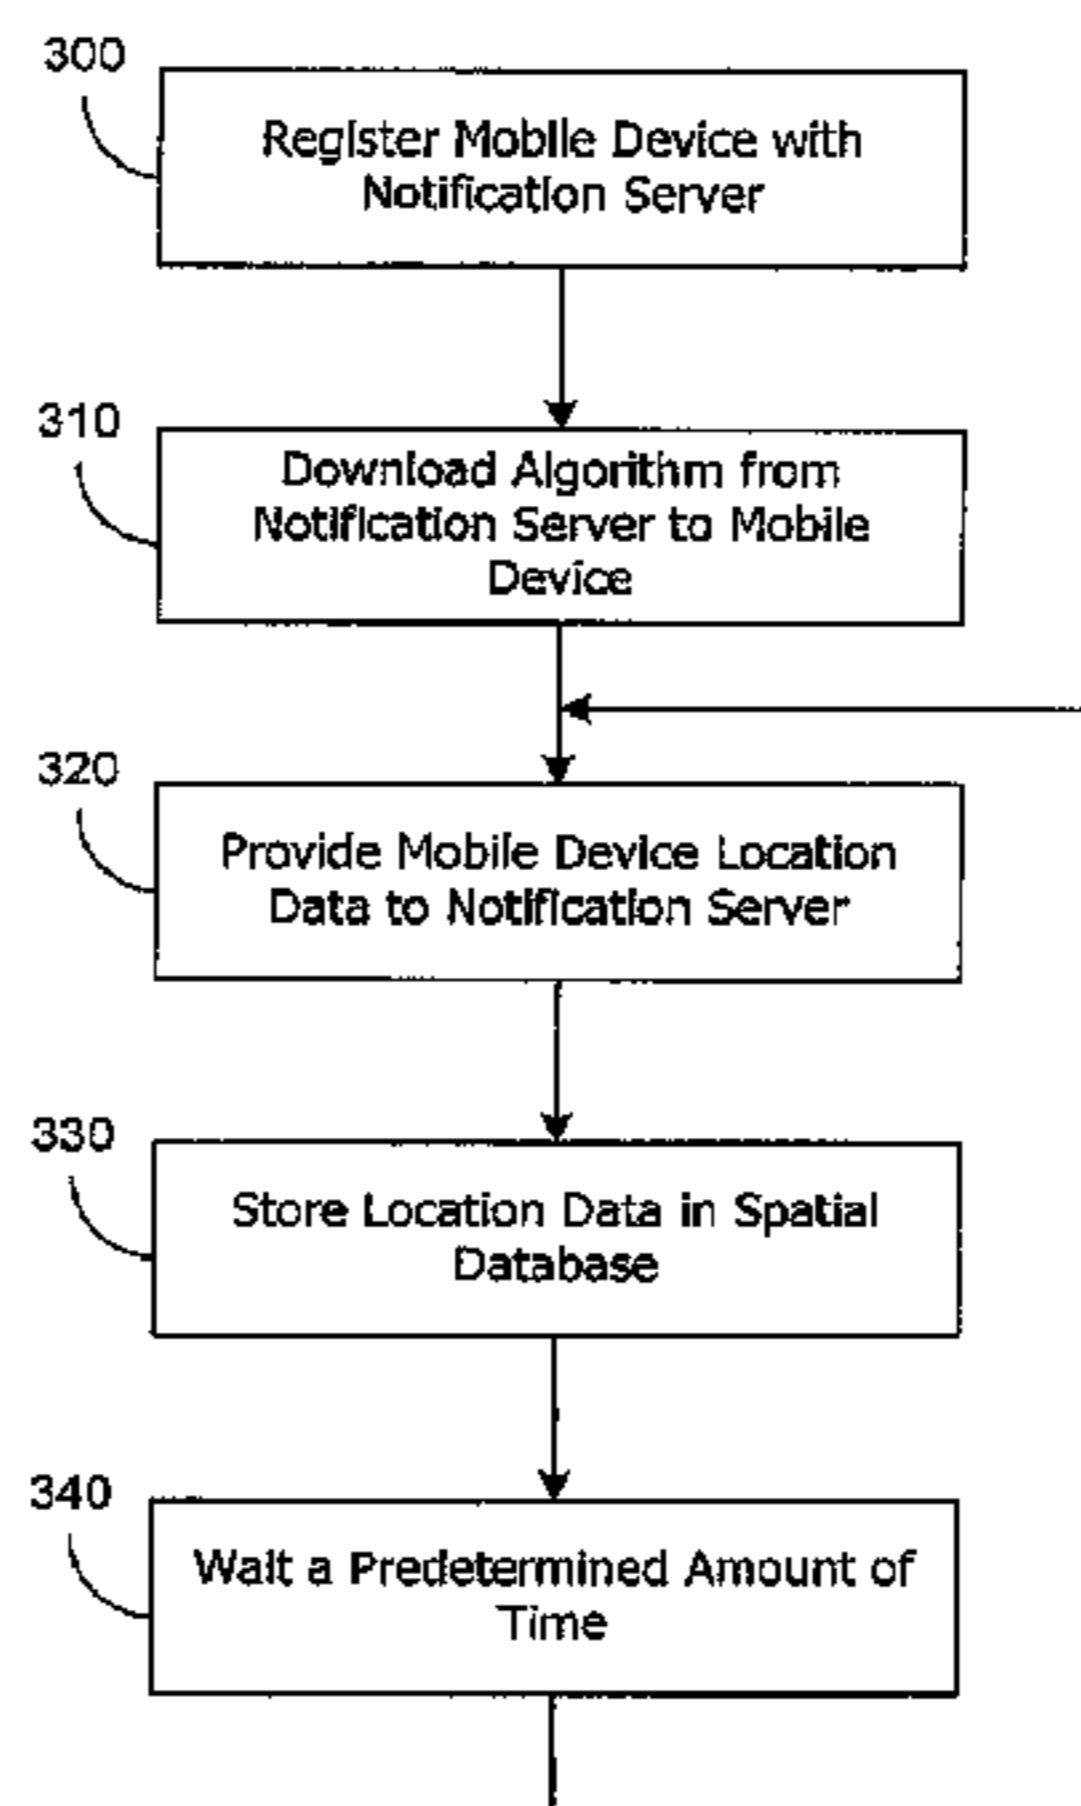 300
Register Mobile Device with
Notification Server
310
Download Algorithm from
Notification Server to Mobile
Device
320
Provide Mobile Device Location
Data to Notification Server
330
Store Location Data in Spatial
Database
340
Wait a Predetermined Amount of
Time